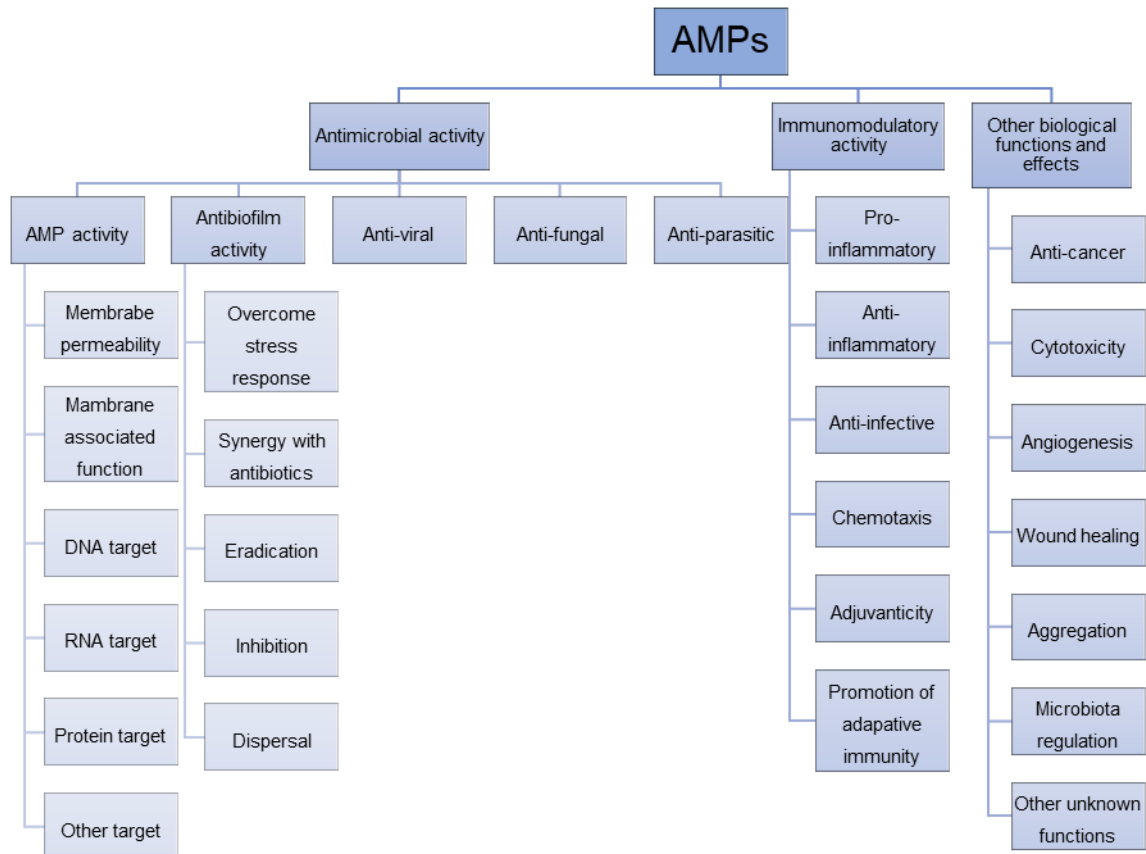 AMPs
Antimicrobial activity
Immunomodulatory
activity
Other biological
functions and
effects
AMP activity
Antibiofilm
activity
Anti-viral
Anti-fungal
Anti-parasitic
Membrabe
permeability
Mambrane
associated
function
DNA target
RNA target
Protein target
Other target
Overcome
stress
response
Synergy with
antibiotics
Eradication
Inhibition
Dispersal
Pro-
inflammatory
Anti-
inflammatory
Anti-infective
Chemotaxis
Adjuvanticity
Promotion of
adapative
immunity
Anti-cancer
Cytotoxicity
Angiogenesis
Wound healing
Aggregation
Microbiota
regulation
Other unknown
functions